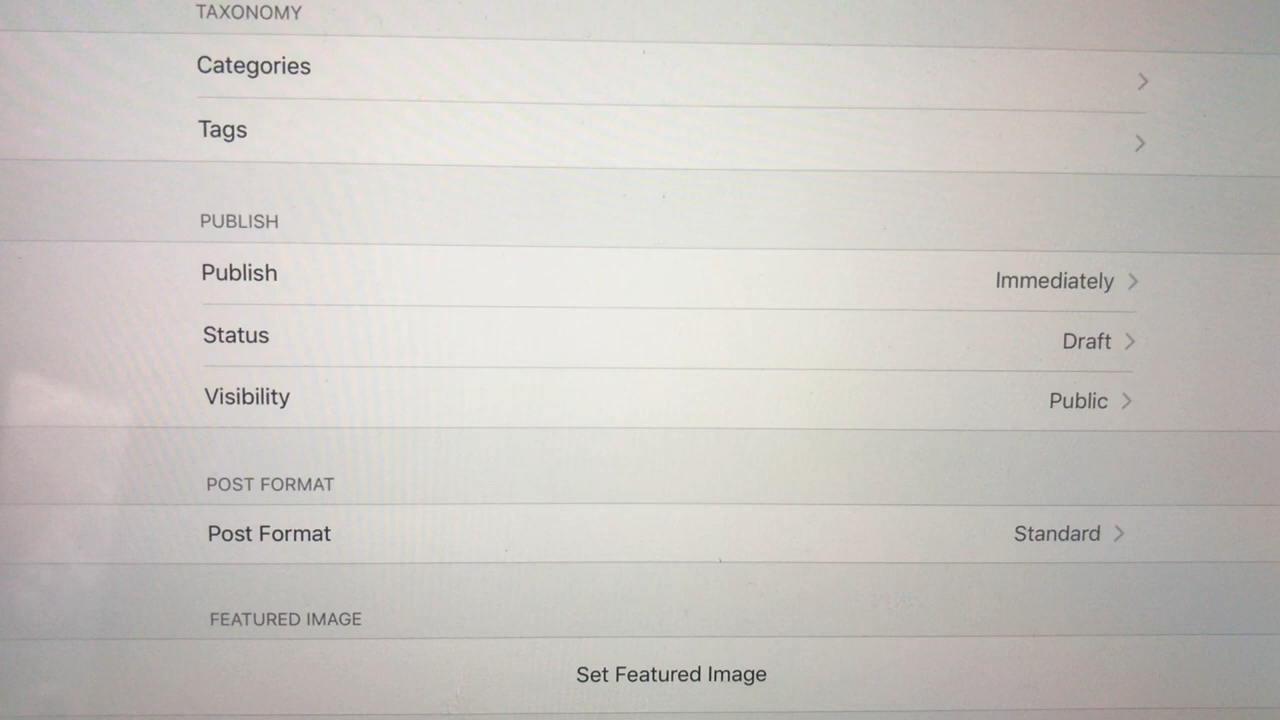 TAXONOMY
Categories
Tags
PUBLISH
Publish Immediately
Status Draft
Visibility Public
POST FORMAT
Post Format Standard
FEATURED IMAGE
Set Featured Image